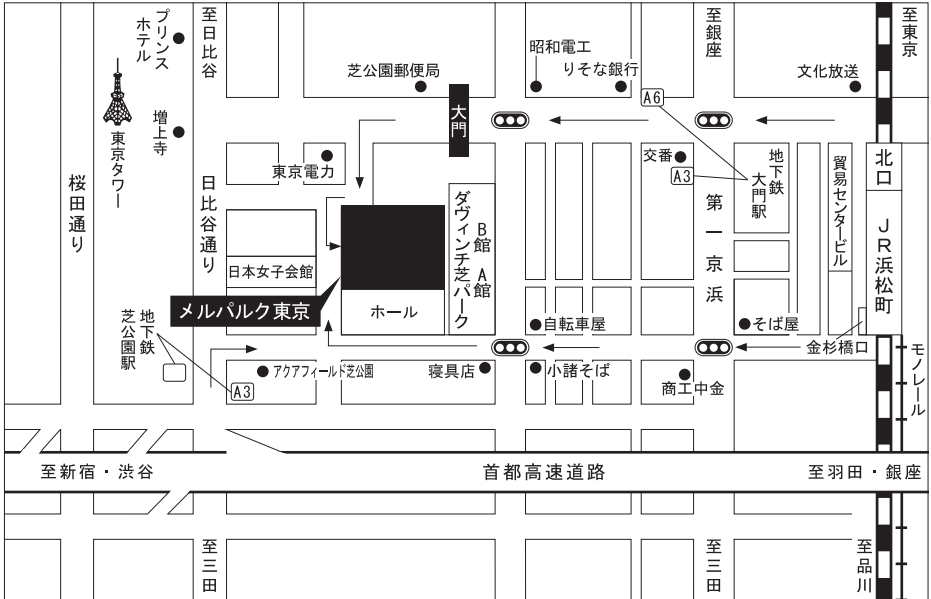 プリンス
ホテル
至日比谷
至銀座
至東京
昭和電工
芝公園郵便局
りそな銀行
文化放送
A6
大門
増上寺
東京タワー
東京電力
交番
A3
地下鉄
大門駅
貿易センタービル
北口
桜田通り
日比谷通り
ダヴィンチ芝パーク
B館
A館
第一京浜
JR浜松町
日本女子会館
メルパルク東京
ホール
自転車屋
そば屋
金杉橋口
地下鉄
芝公園駅
モノレール
アクアフィールド芝公園
寝具店
小諸そば
商工中金
A3
至新宿・渋谷
首都高速道路
至羽田・銀座
至三田
至三田
至品川